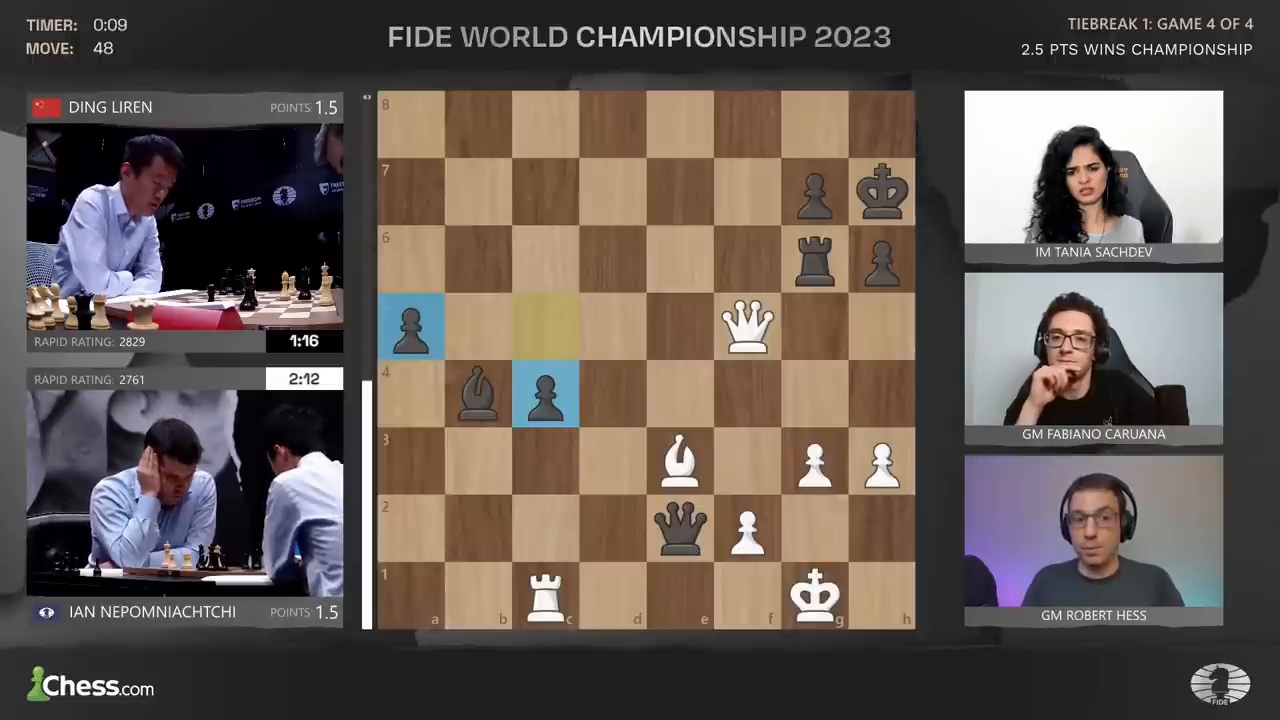 TIMER: 0:09
MOVE: 48
FIDE WORLD CHAMPIONSHIP 2023
TIEBREAK 1: GAME 4 OF 4
2.5 PTS WINS CHAMPIONSHIP
DING LIREN POINTS 1.5
RAPID RATING: 2829 1:16
RAPID RATING: 2761 2:12
IAN NEPOMNIACHTCHI POINTS 1.5
8
7
6
5
4
3
2
1
a b c d e f g h
IM TANIA SACHDEV
GM FABIANO CARUANA
GM ROBERT HESS
Chess.com
FIDE